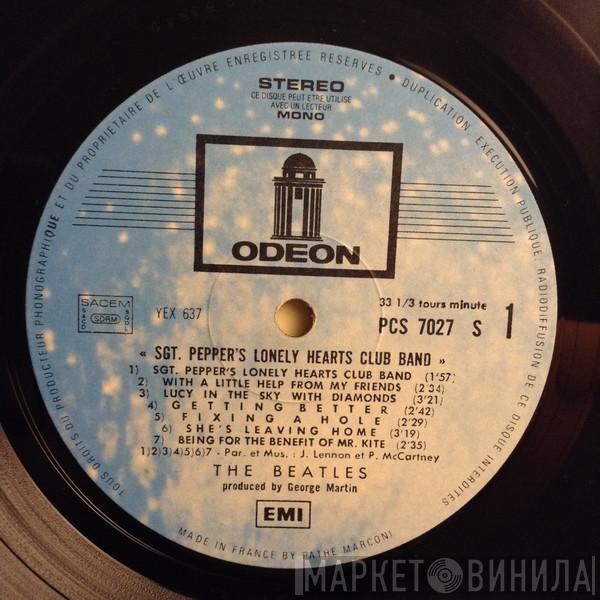 TOUS DROITS DU PRODUCTEUR PHONOGRAPHIQUE ET DU PROPRIETAIRE DE L'ŒUVRE ENREGISTREE RESERVES • DUPLICATION, EXECUTION PUBLIQUE, RADIODIFFUSION DE CE DISQUE INTERDITES
STEREO
CE DISQUE PEUT ETRE UTILISE
AVEC UN LECTEUR
MONO
ODEON
SACEM
SACD
SDRM
SGDL
YEX 637
33 1/3 tours minute
PCS 7027 S 1
« SGT. PEPPER'S LONELY HEARTS CLUB BAND »
1) SGT. PEPPER'S LONELY HEARTS CLUB BAND (1'57)
2) WITH A LITTLE HELP FROM MY FRIENDS (2'34)
3) LUCY IN THE SKY WITH DIAMONDS (3'21)
4) GETTING BETTER (2'42)
5) FIXING A HOLE (2'29)
6) SHE'S LEAVING HOME (3'19)
7) BEING FOR THE BENEFIT OF MR. KITE (2'35)
1)2)3)4)5)6)7 - Par. et Mus. : J. Lennon et P. McCartney
THE BEATLES
produced by George Martin
EMI
MADE IN FRANCE BY PATHE MARCONI
МАРКЕТ ВИНИЛА